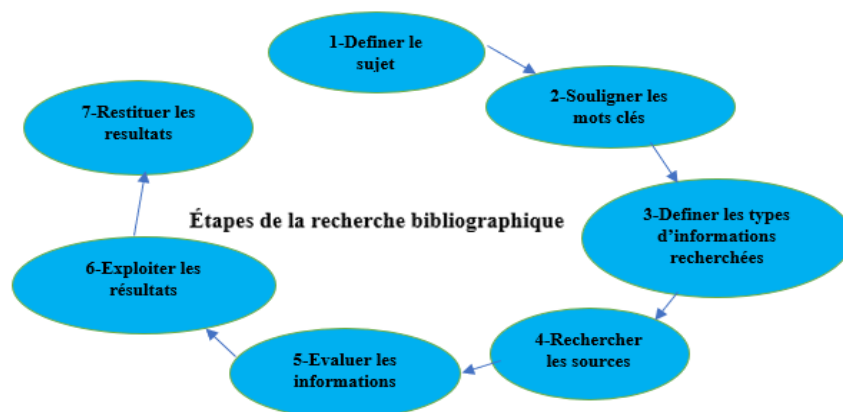 1-Definer le
sujet
2-Souligner les
mots clés
3-Definer les types
d’informations
recherchées
4-Rechercher
les sources
5-Evaluer les
informations
6-Exploiter les
résultats
7-Restituer les
resultats
Étapes de la recherche bibliographique